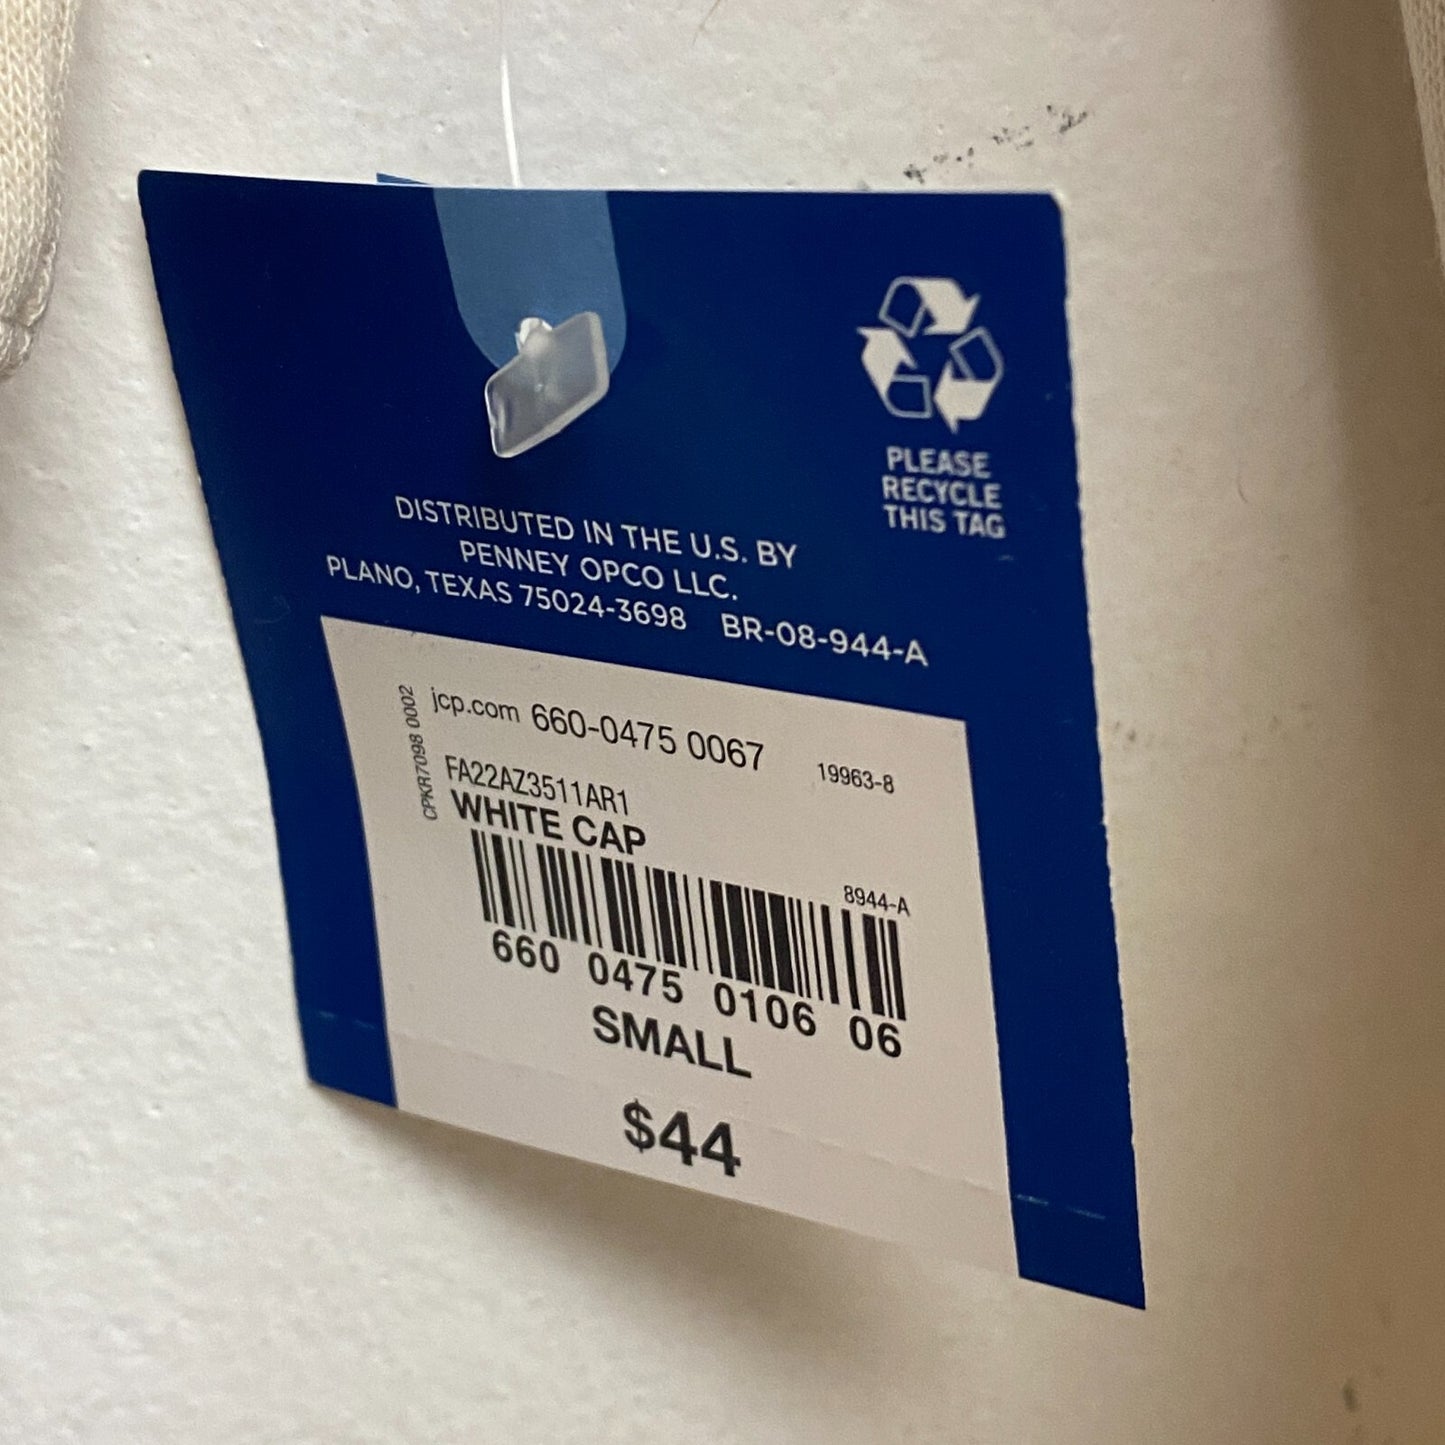 PLEASE
RECYCLE
THIS TAG
DISTRIBUTED IN THE U.S. BY
PENNEY OPCO LLC.
PLANO, TEXAS 75024-3698 BR-08-944-A
CPKR7098 0002
jcp.com 660-0475 0067
19963-8
FA22AZ3511AR1
WHITE CAP
8944-A
660 0475 0106 06
SMALL
$44